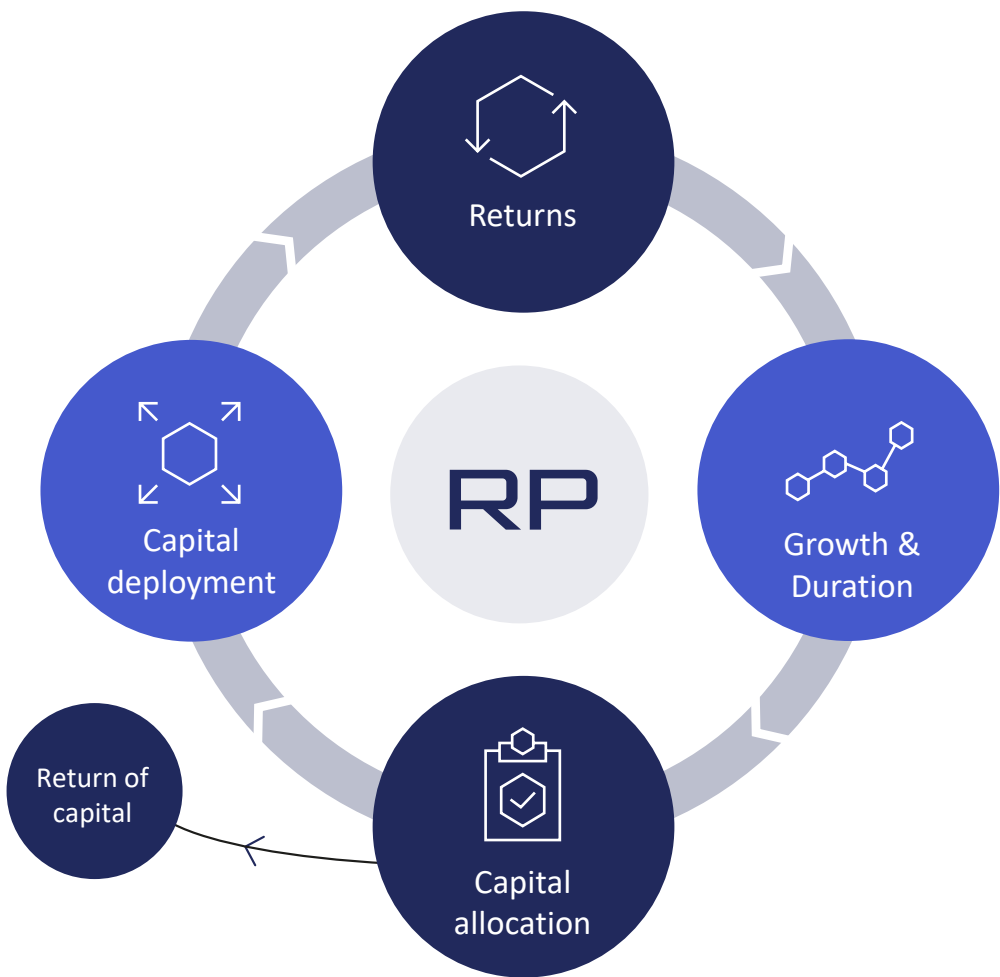 Returns
Capital
deployment
RP
Growth &
Duration
Return of
capital
Capital
allocation